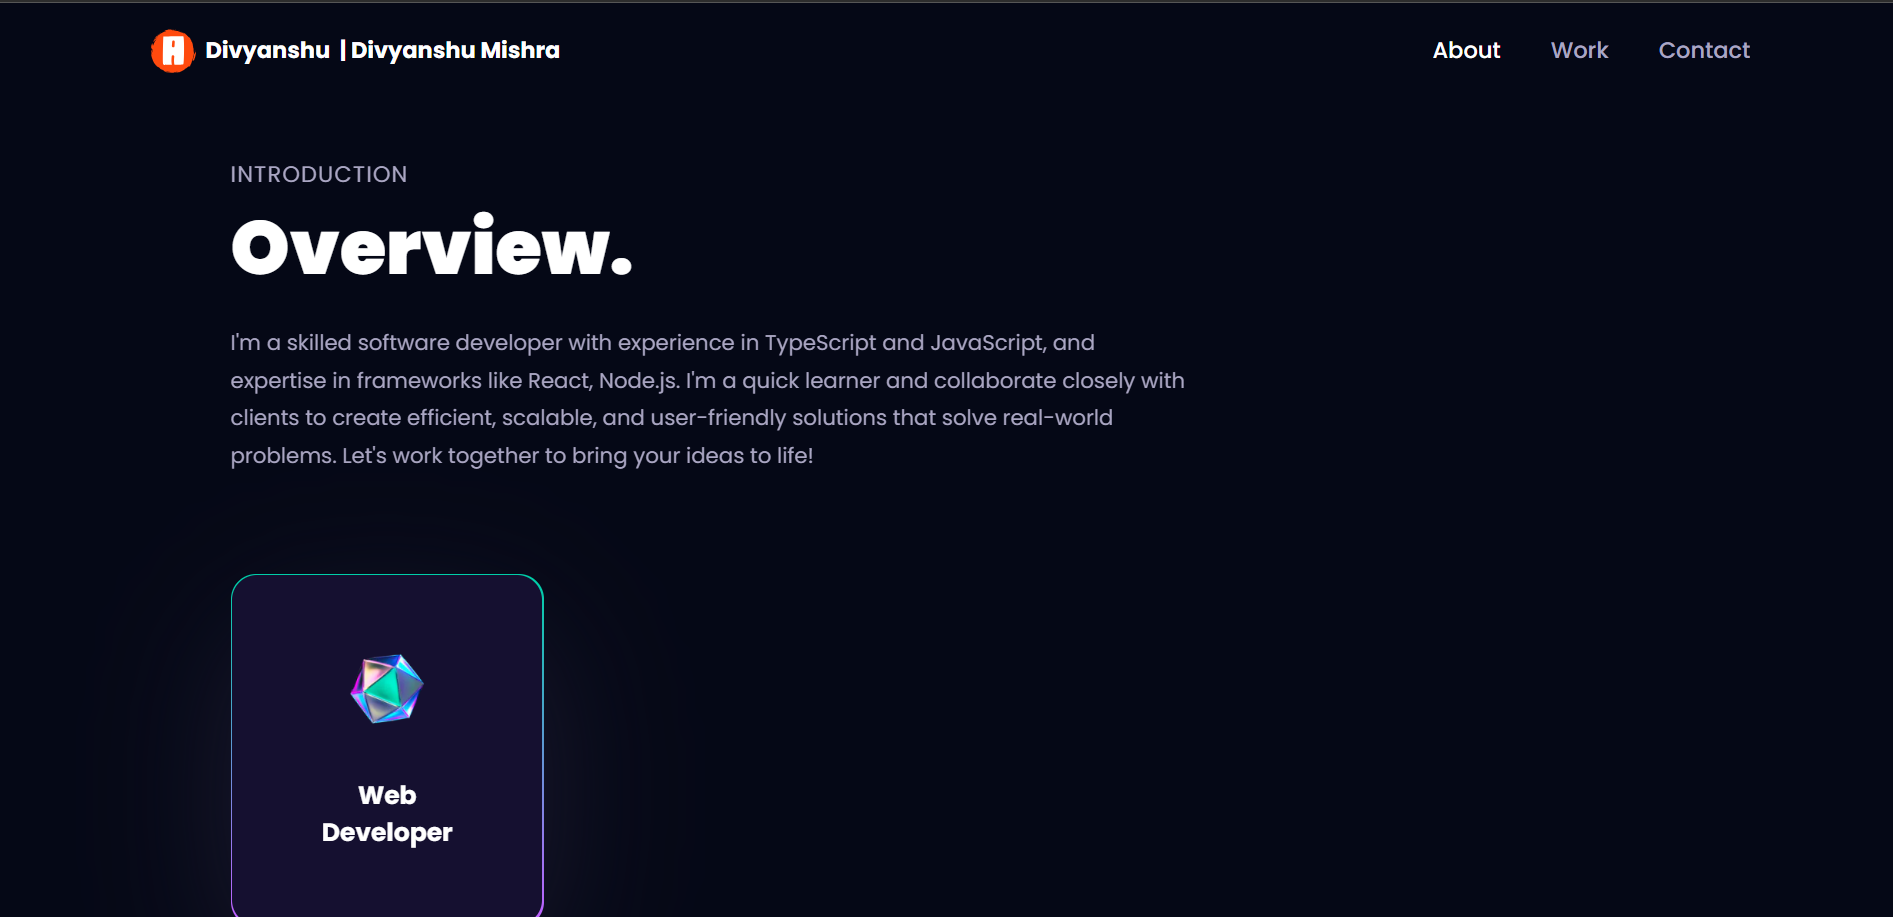 A
Divyanshu | Divyanshu Mishra
About
Work
Contact
INTRODUCTION
Overview.
I'm a skilled software developer with experience in TypeScript and JavaScript, and
expertise in frameworks like React, Node.js. I'm a quick learner and collaborate closely with
clients to create efficient, scalable, and user-friendly solutions that solve real-world
problems. Let's work together to bring your ideas to life!
Web
Developer